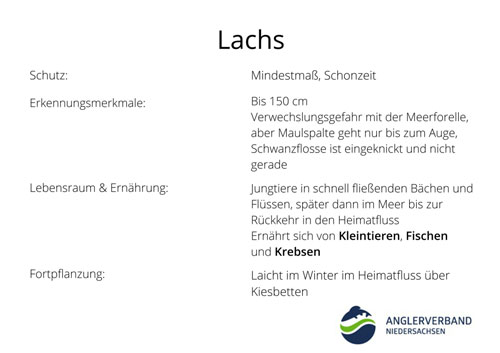 Lachs
Schutz:
Mindestmaß, Schonzeit
Erkennungsmerkmale:
Bis 150 cm
Verwechslungsgefahr mit der Meerforelle,
aber Maulspalte geht nur bis zum Auge,
Schwanzflosse ist eingeknickt und nicht
gerade
Lebensraum & Ernährung:
Jungtiere in schnell fließenden Bächen und
Flüssen, später dann im Meer bis zur
Rückkehr in den Heimatfluss
Ernährt sich von Kleintieren, Fischen
und Krebsen
Fortpflanzung:
Laicht im Winter im Heimatfluss über
Kiesbetten
ANGLERVERBAND
NIEDERSACHSEN